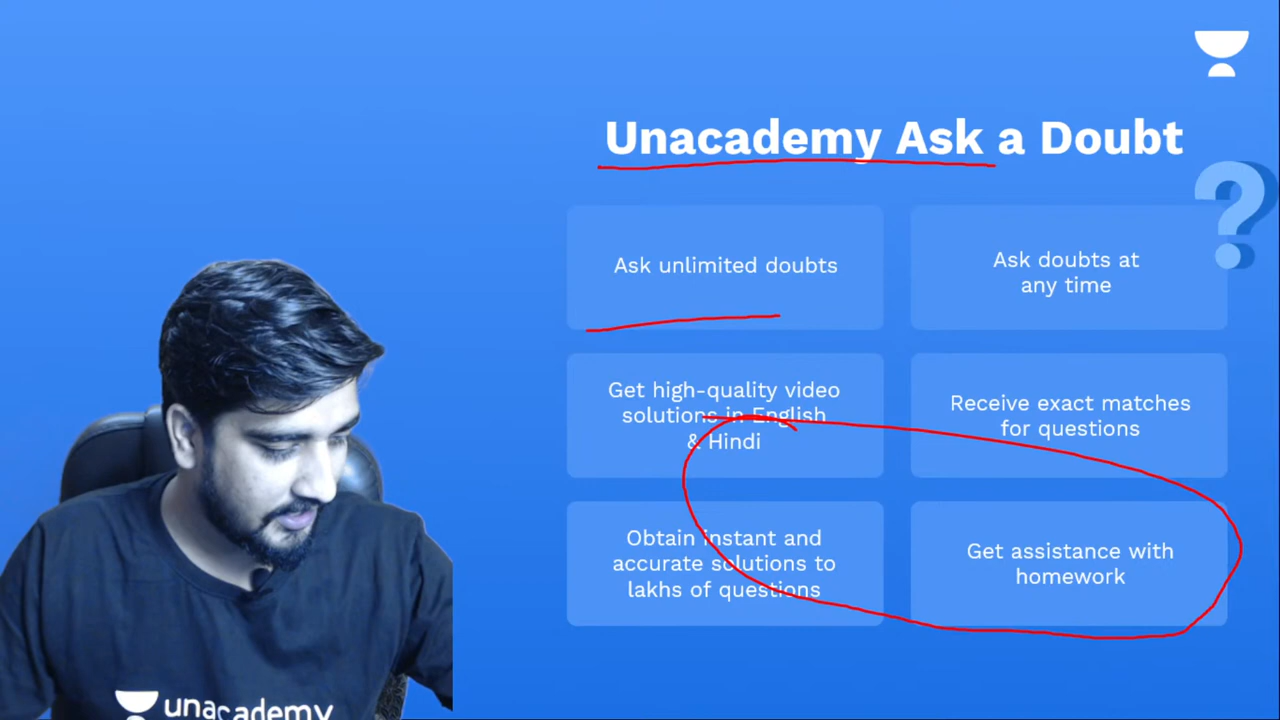 Unacademy Ask a Doubt
Ask unlimited doubts
Ask doubts at
any time
Get high-quality video
solutions in English
& Hindi
Receive exact matches
for questions
Obtain instant and
accurate solutions to
lakhs of questions
Get assistance with
homework
unacademy